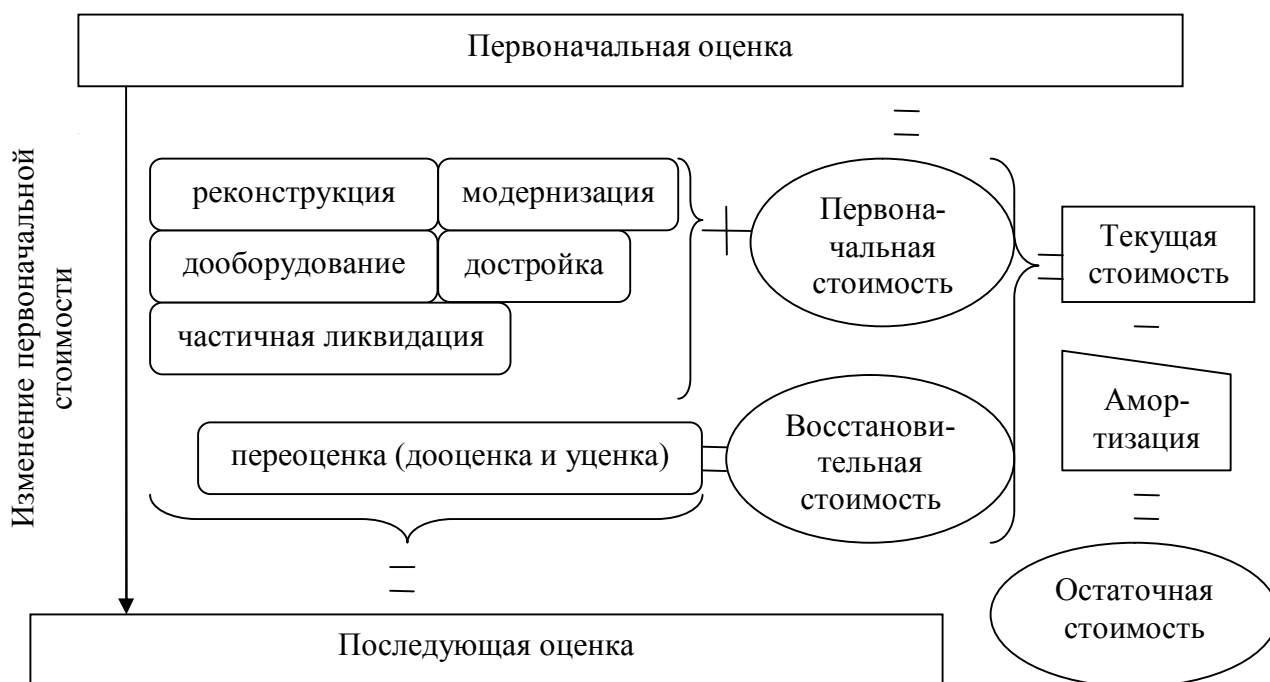 Первоначальная оценка
Изменение первоначальной
стоимости
реконструкция
модернизация
дооборудование
достройка
частичная ликвидация
Первона-
чальная
стоимость
Текущая
стоимость
Амор-
тизация
переоценка (дооценка и уценка)
Восстанови-
тельная
стоимость
Остаточная
стоимость
Последующая оценка